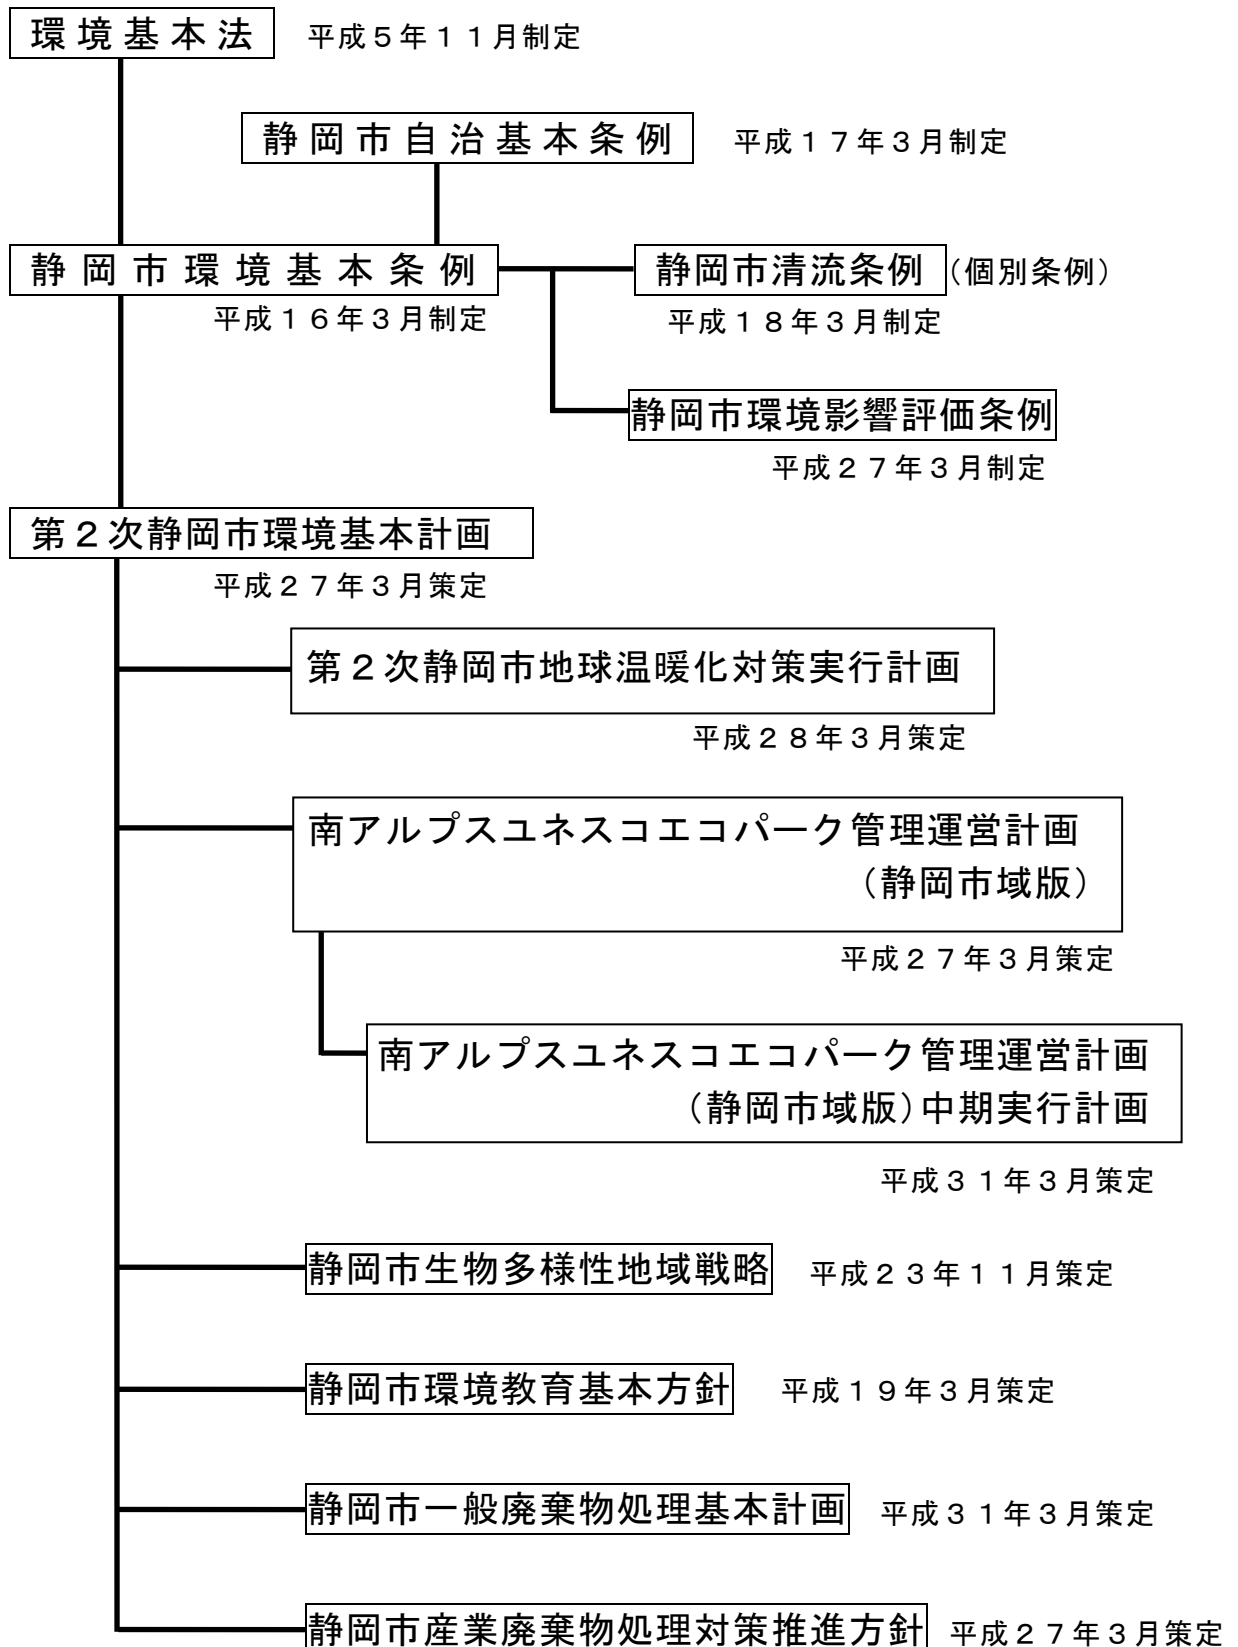 環境基本法 平成５年１１月制定
静岡市自治基本条例 平成１７年３月制定
静岡市環境基本条例 静岡市清流条例（個別条例）
平成１６年３月制定 平成１８年３月制定
静岡市環境影響評価条例
平成２７年３月制定
第２次静岡市環境基本計画
平成２７年３月策定
第２次静岡市地球温暖化対策実行計画
平成２８年３月策定
南アルプスユネスコエコパーク管理運営計画
（静岡市域版）
平成２７年３月策定
南アルプスユネスコエコパーク管理運営計画
（静岡市域版）中期実行計画
平成３１年３月策定
静岡市生物多様性地域戦略 平成２３年１１月策定
静岡市環境教育基本方針 平成１９年３月策定
静岡市一般廃棄物処理基本計画 平成３１年３月策定
静岡市産業廃棄物処理対策推進方針 平成２７年３月策定